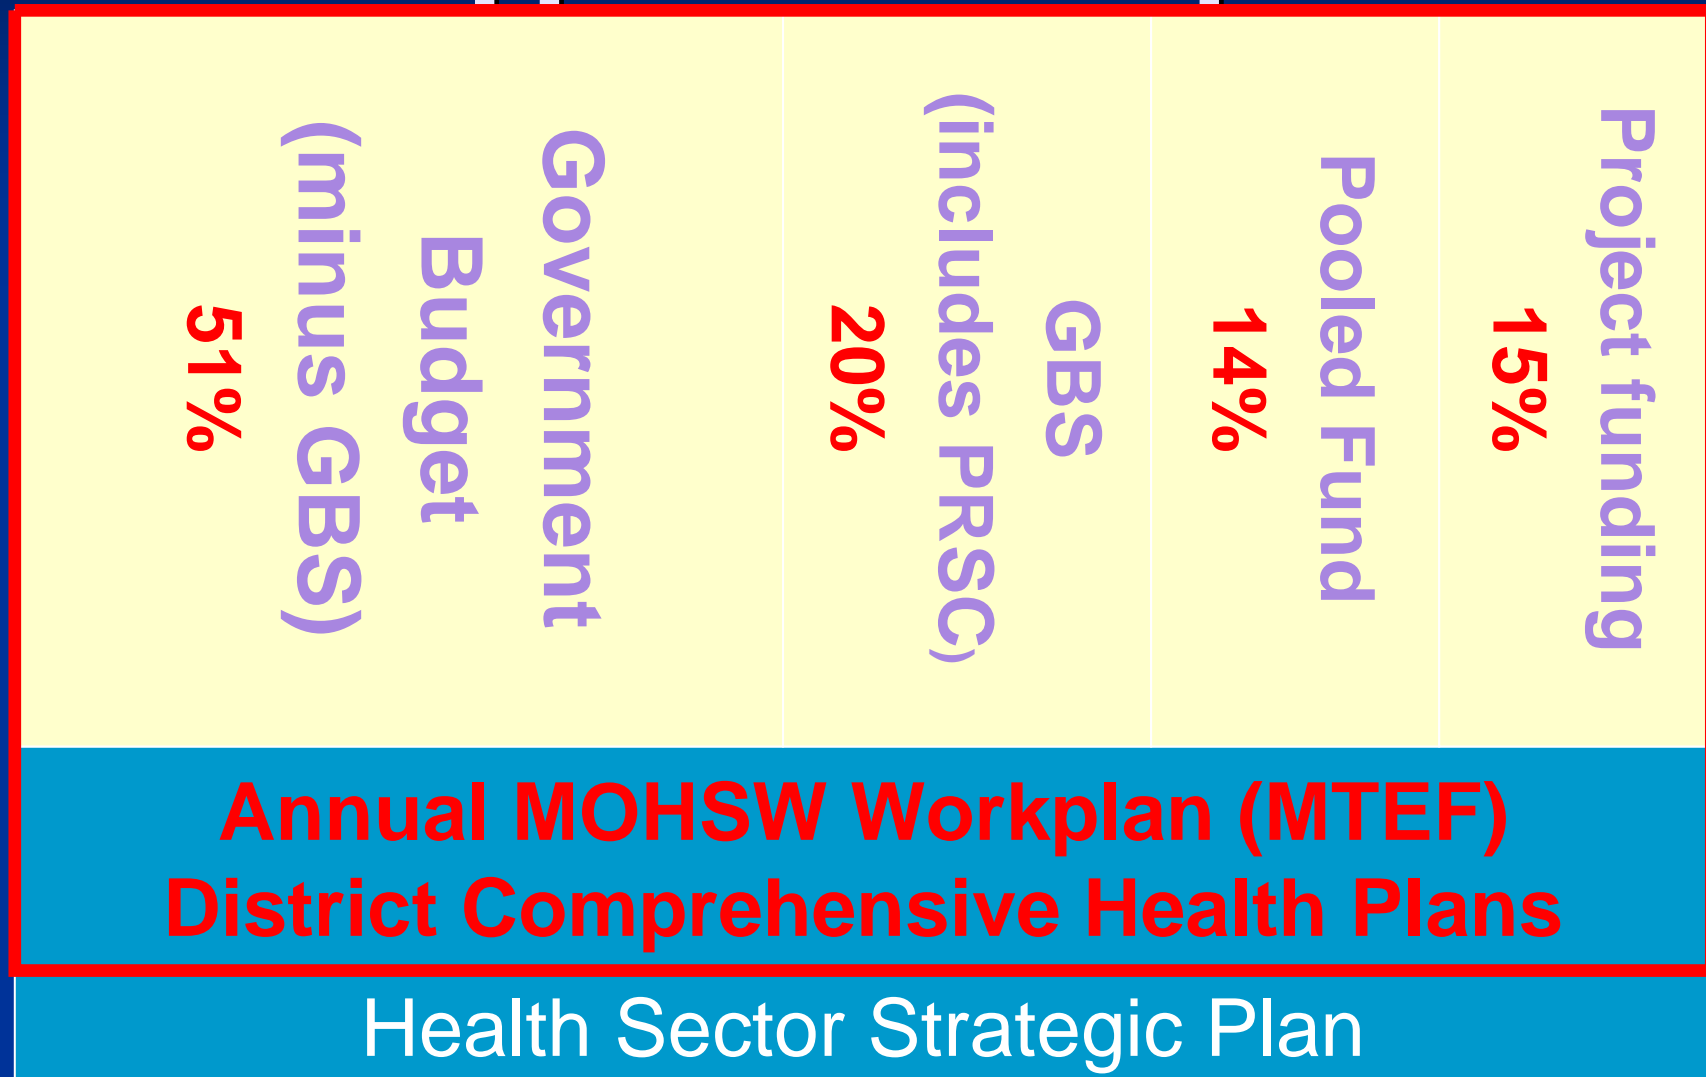 Government
Budget
(minus GBS)
51%
GBS
(includes PRSC)
20%
Pooled Fund
14%
Project funding
15%
Annual MOHSW Workplan (MTEF)
District Comprehensive Health Plans
Health Sector Strategic Plan